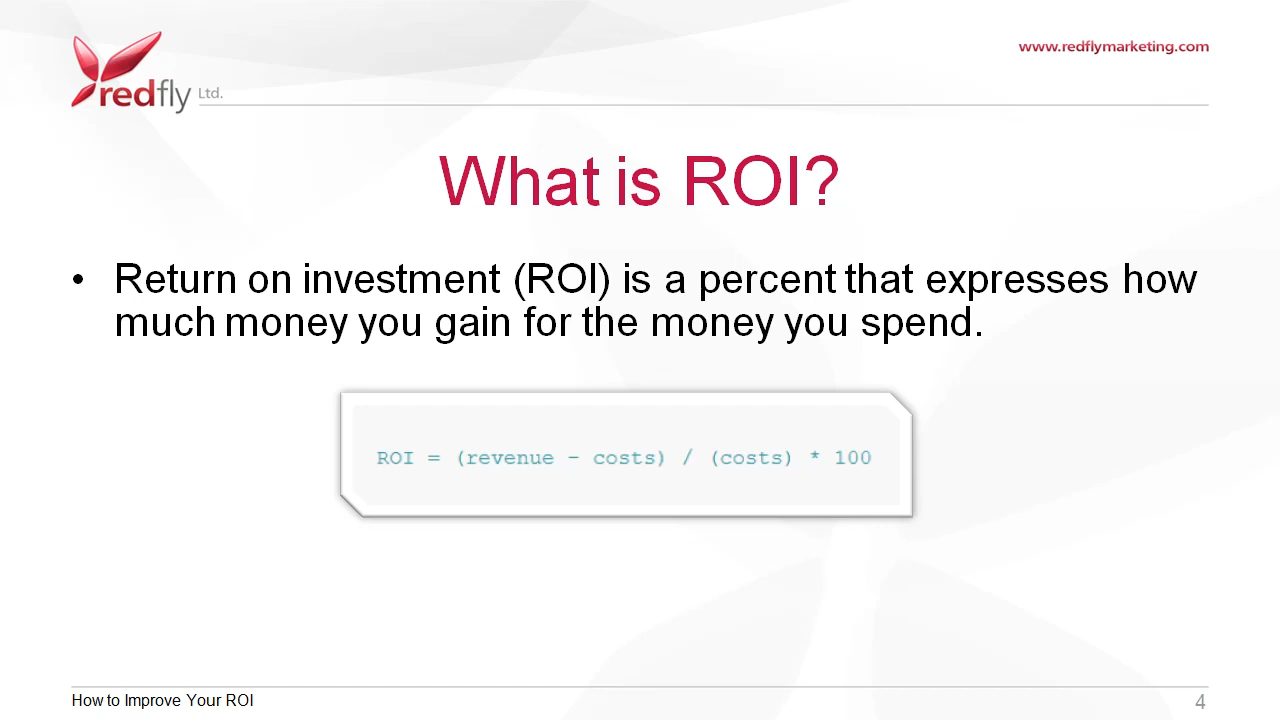 redfly Ltd.
www.redflymarketing.com
What is ROI?
• Return on investment (ROI) is a percent that expresses how
much money you gain for the money you spend.
ROI = (revenue - costs) / (costs) * 100
How to Improve Your ROI
4